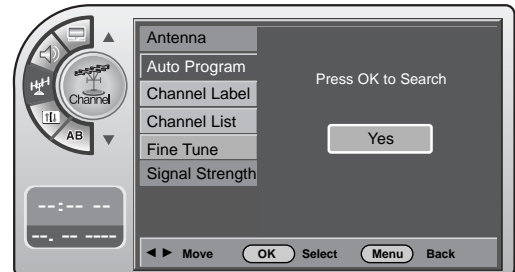 Antenna
Auto Program
Channel Label
Channel List
Fine Tune
Signal Strength
Press OK to Search
Yes
Channel
AB
--:-- --
--. -- ----
◄ ► Move OK Select Menu Back